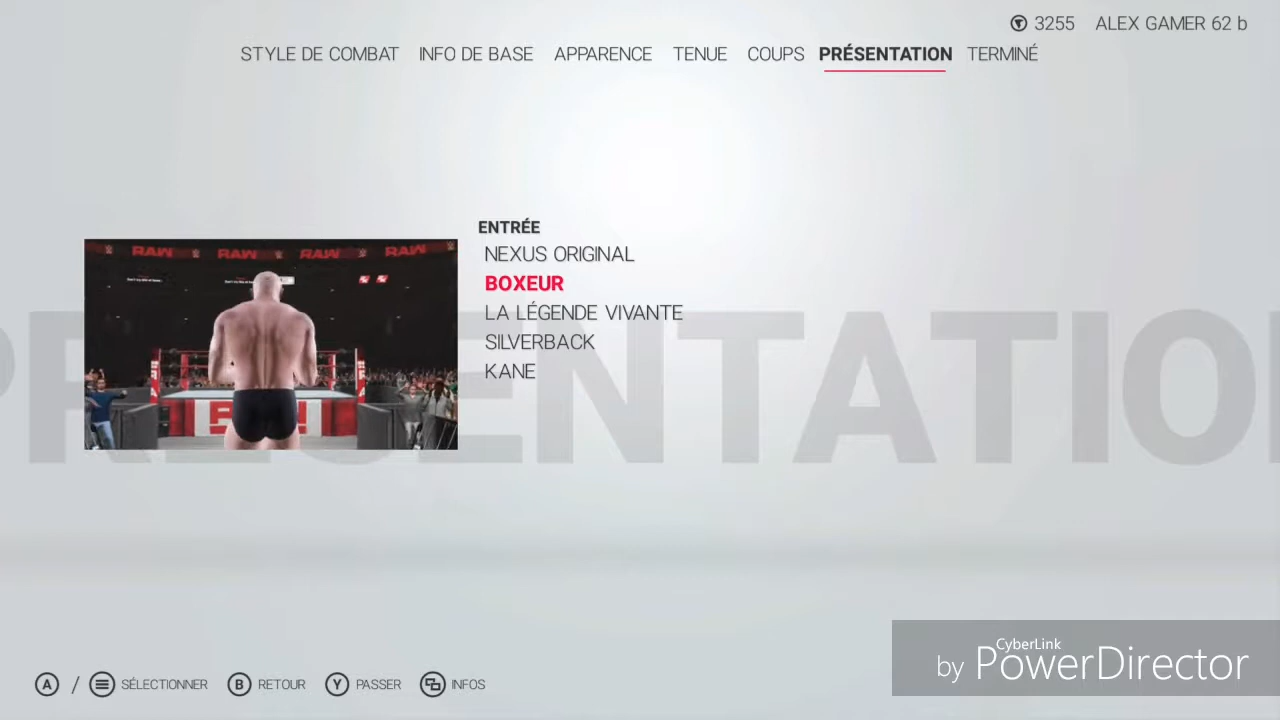 3255 ALEX GAMER 62 b
STYLE DE COMBAT INFO DE BASE APPARENCE TENUE COUPS PRÉSENTATION TERMINÉ
ENTRÉE
NEXUS ORIGINAL
BOXEUR
LA LÉGENDE VIVANTE
SILVERBACK
KANE
RAW RAW RAW RAW
RAW
PRÉSENTATION
A / SÉLECTIONNER B RETOUR Y PASSER INFOS
by CyberLink PowerDirector